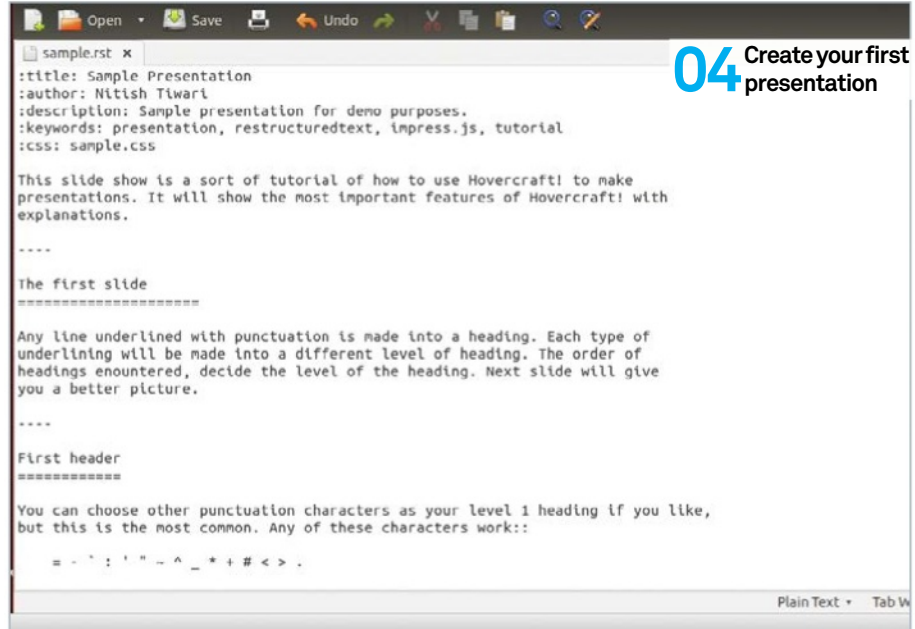 Open Save Undo
sample.rst x
04 Create your first
presentation
:title: Sample Presentation
:author: Nitish Tiwari
:description: Sample presentation for demo purposes.
:keywords: presentation, restructuredtext, impress.js, tutorial
:css: sample.css
This slide show is a sort of tutorial of how to use Hovercraft! to make
presentations. It will show the most important features of Hovercraft! with
explanations.
----
The first slide
=====================
Any line underlined with punctuation is made into a heading. Each type of
underlining will be made into a different level of heading. The order of
headings enountered, decide the level of the heading. Next slide will give
you a better picture.
----
First header
============
You can choose other punctuation characters as your level 1 heading if you like,
but this is the most common. Any of these characters work::
= - ` : ' " ~ ^ _ * + # < > .
Plain Text Tab W